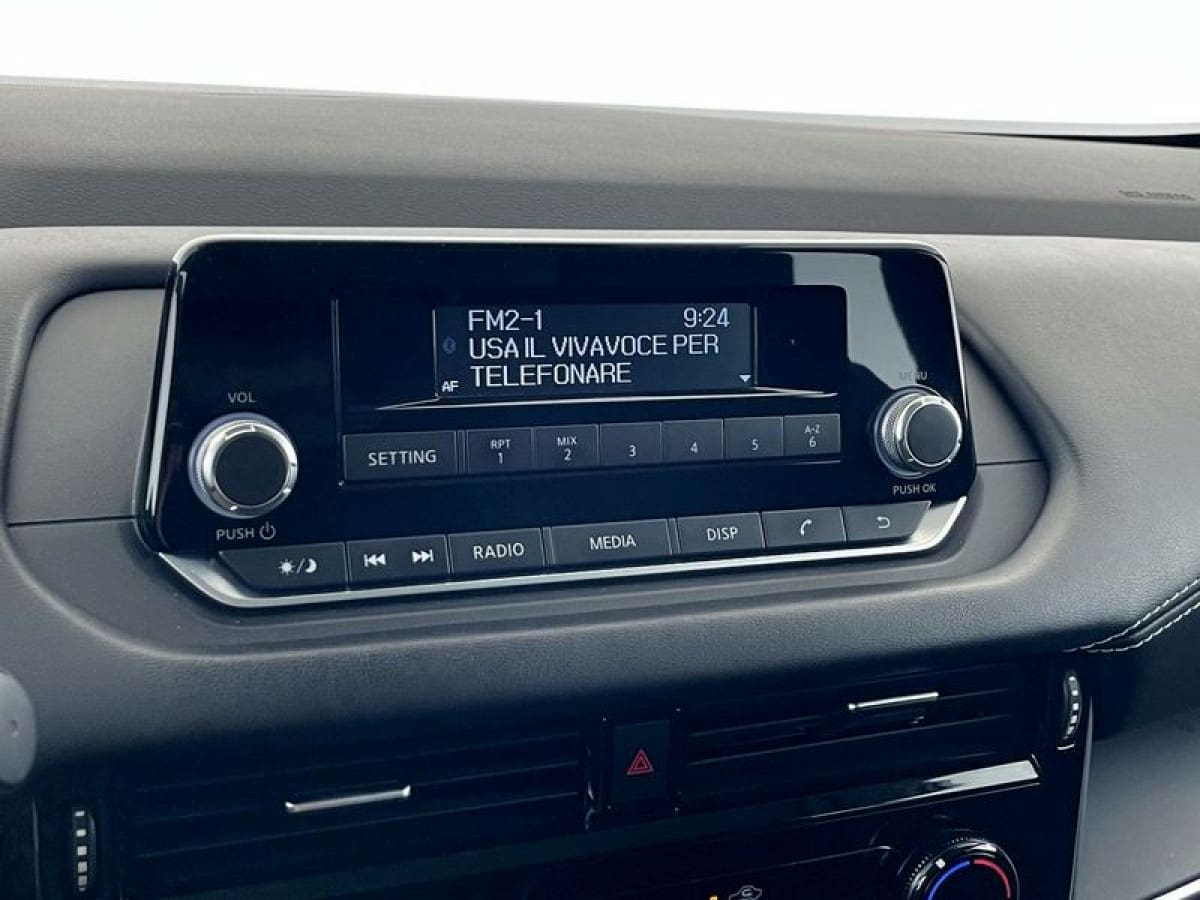 FM2-1 9:24
USA IL VIVAVOCE PER
AF TELEFONARE
VOL
MENU
SETTING RPT 1 MIX 2 3 4 5 A-Z 6
PUSH OK
PUSH
RADIO MEDIA DISP